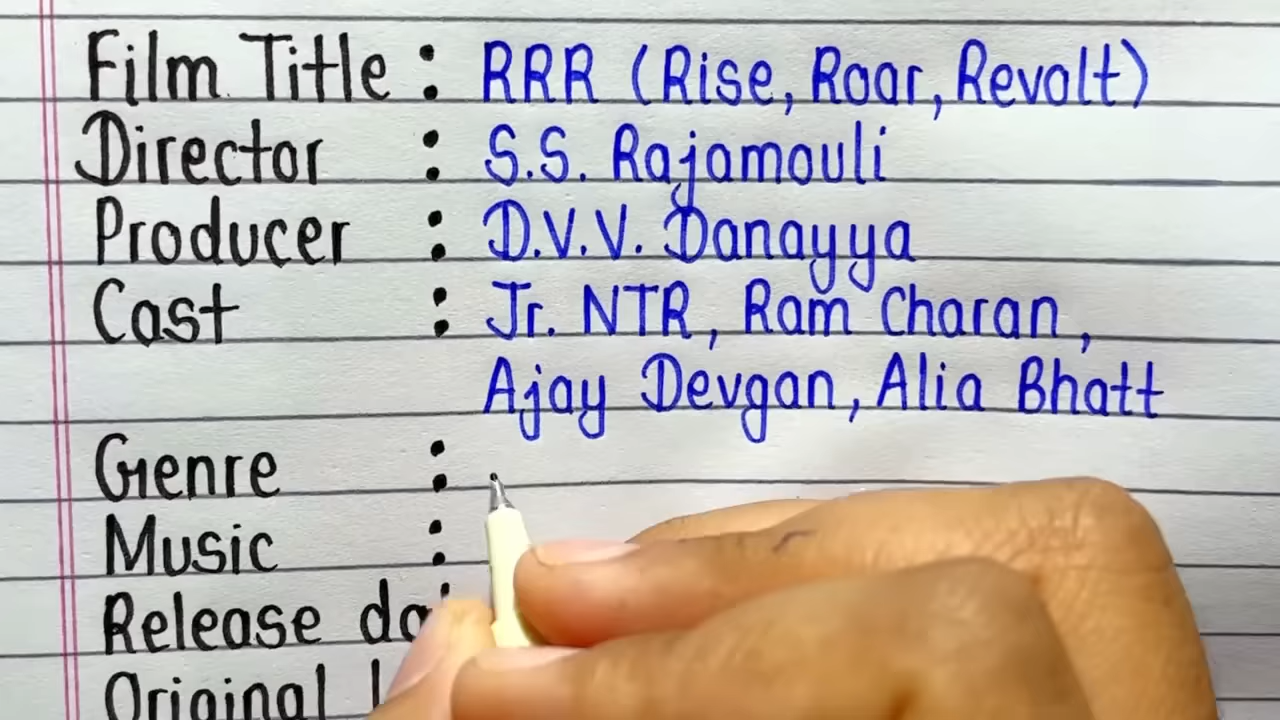 Film Title : RRR (Rise, Roar, Revolt)
Director : S.S. Rajamouli
Producer : D.V.V. Danayya
Cast : Jr. NTR, Ram Charan,
Ajay Devgan, Alia Bhatt
Genre :
Music :
Release
Original